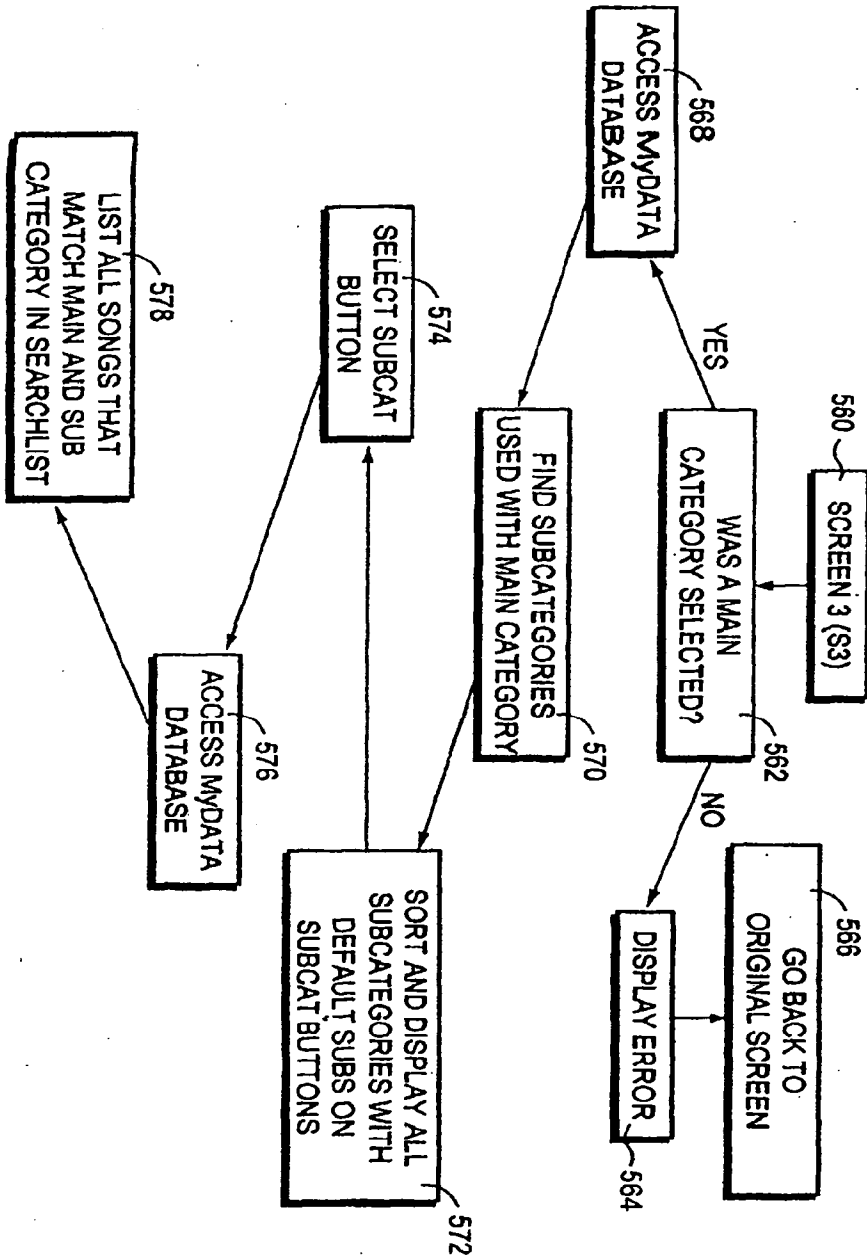 560
SCREEN 3 (S3)
WAS A MAIN
CATEGORY SELECTED?
562
YES
NO
568
ACCESS MyDATA
DATABASE
566
GO BACK TO
ORIGINAL SCREEN
DISPLAY ERROR
564
FIND SUBCATEGORIES
USED WITH MAIN CATEGORY
570
SORT AND DISPLAY ALL
SUBCATEGORIES WITH
DEFAULT SUBS ON
SUBCAT BUTTONS
572
574
SELECT SUBCAT
BUTTON
576
ACCESS MyDATA
DATABASE
578
LIST ALL SONGS THAT
MATCH MAIN AND SUB
CATEGORY IN SEARCHLIST